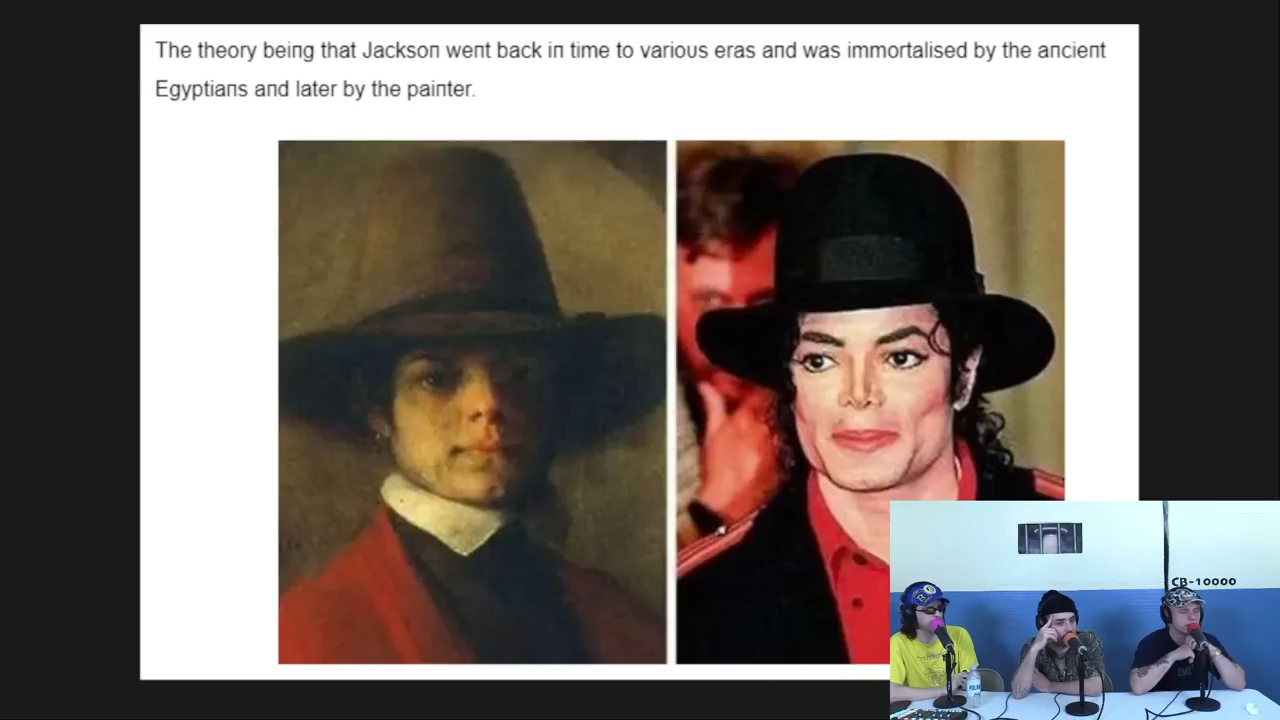 The theory being that Jackson went back in time to various eras and was immortalised by the ancient
Egyptians and later by the painter.
CB-10000